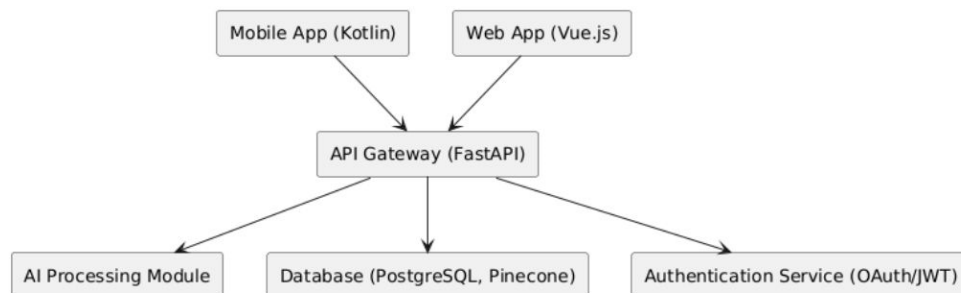 Mobile App (Kotlin)
Web App (Vue.js)
API Gateway (FastAPI)
AI Processing Module
Database (PostgreSQL, Pinecone)
Authentication Service (OAuth/JWT)